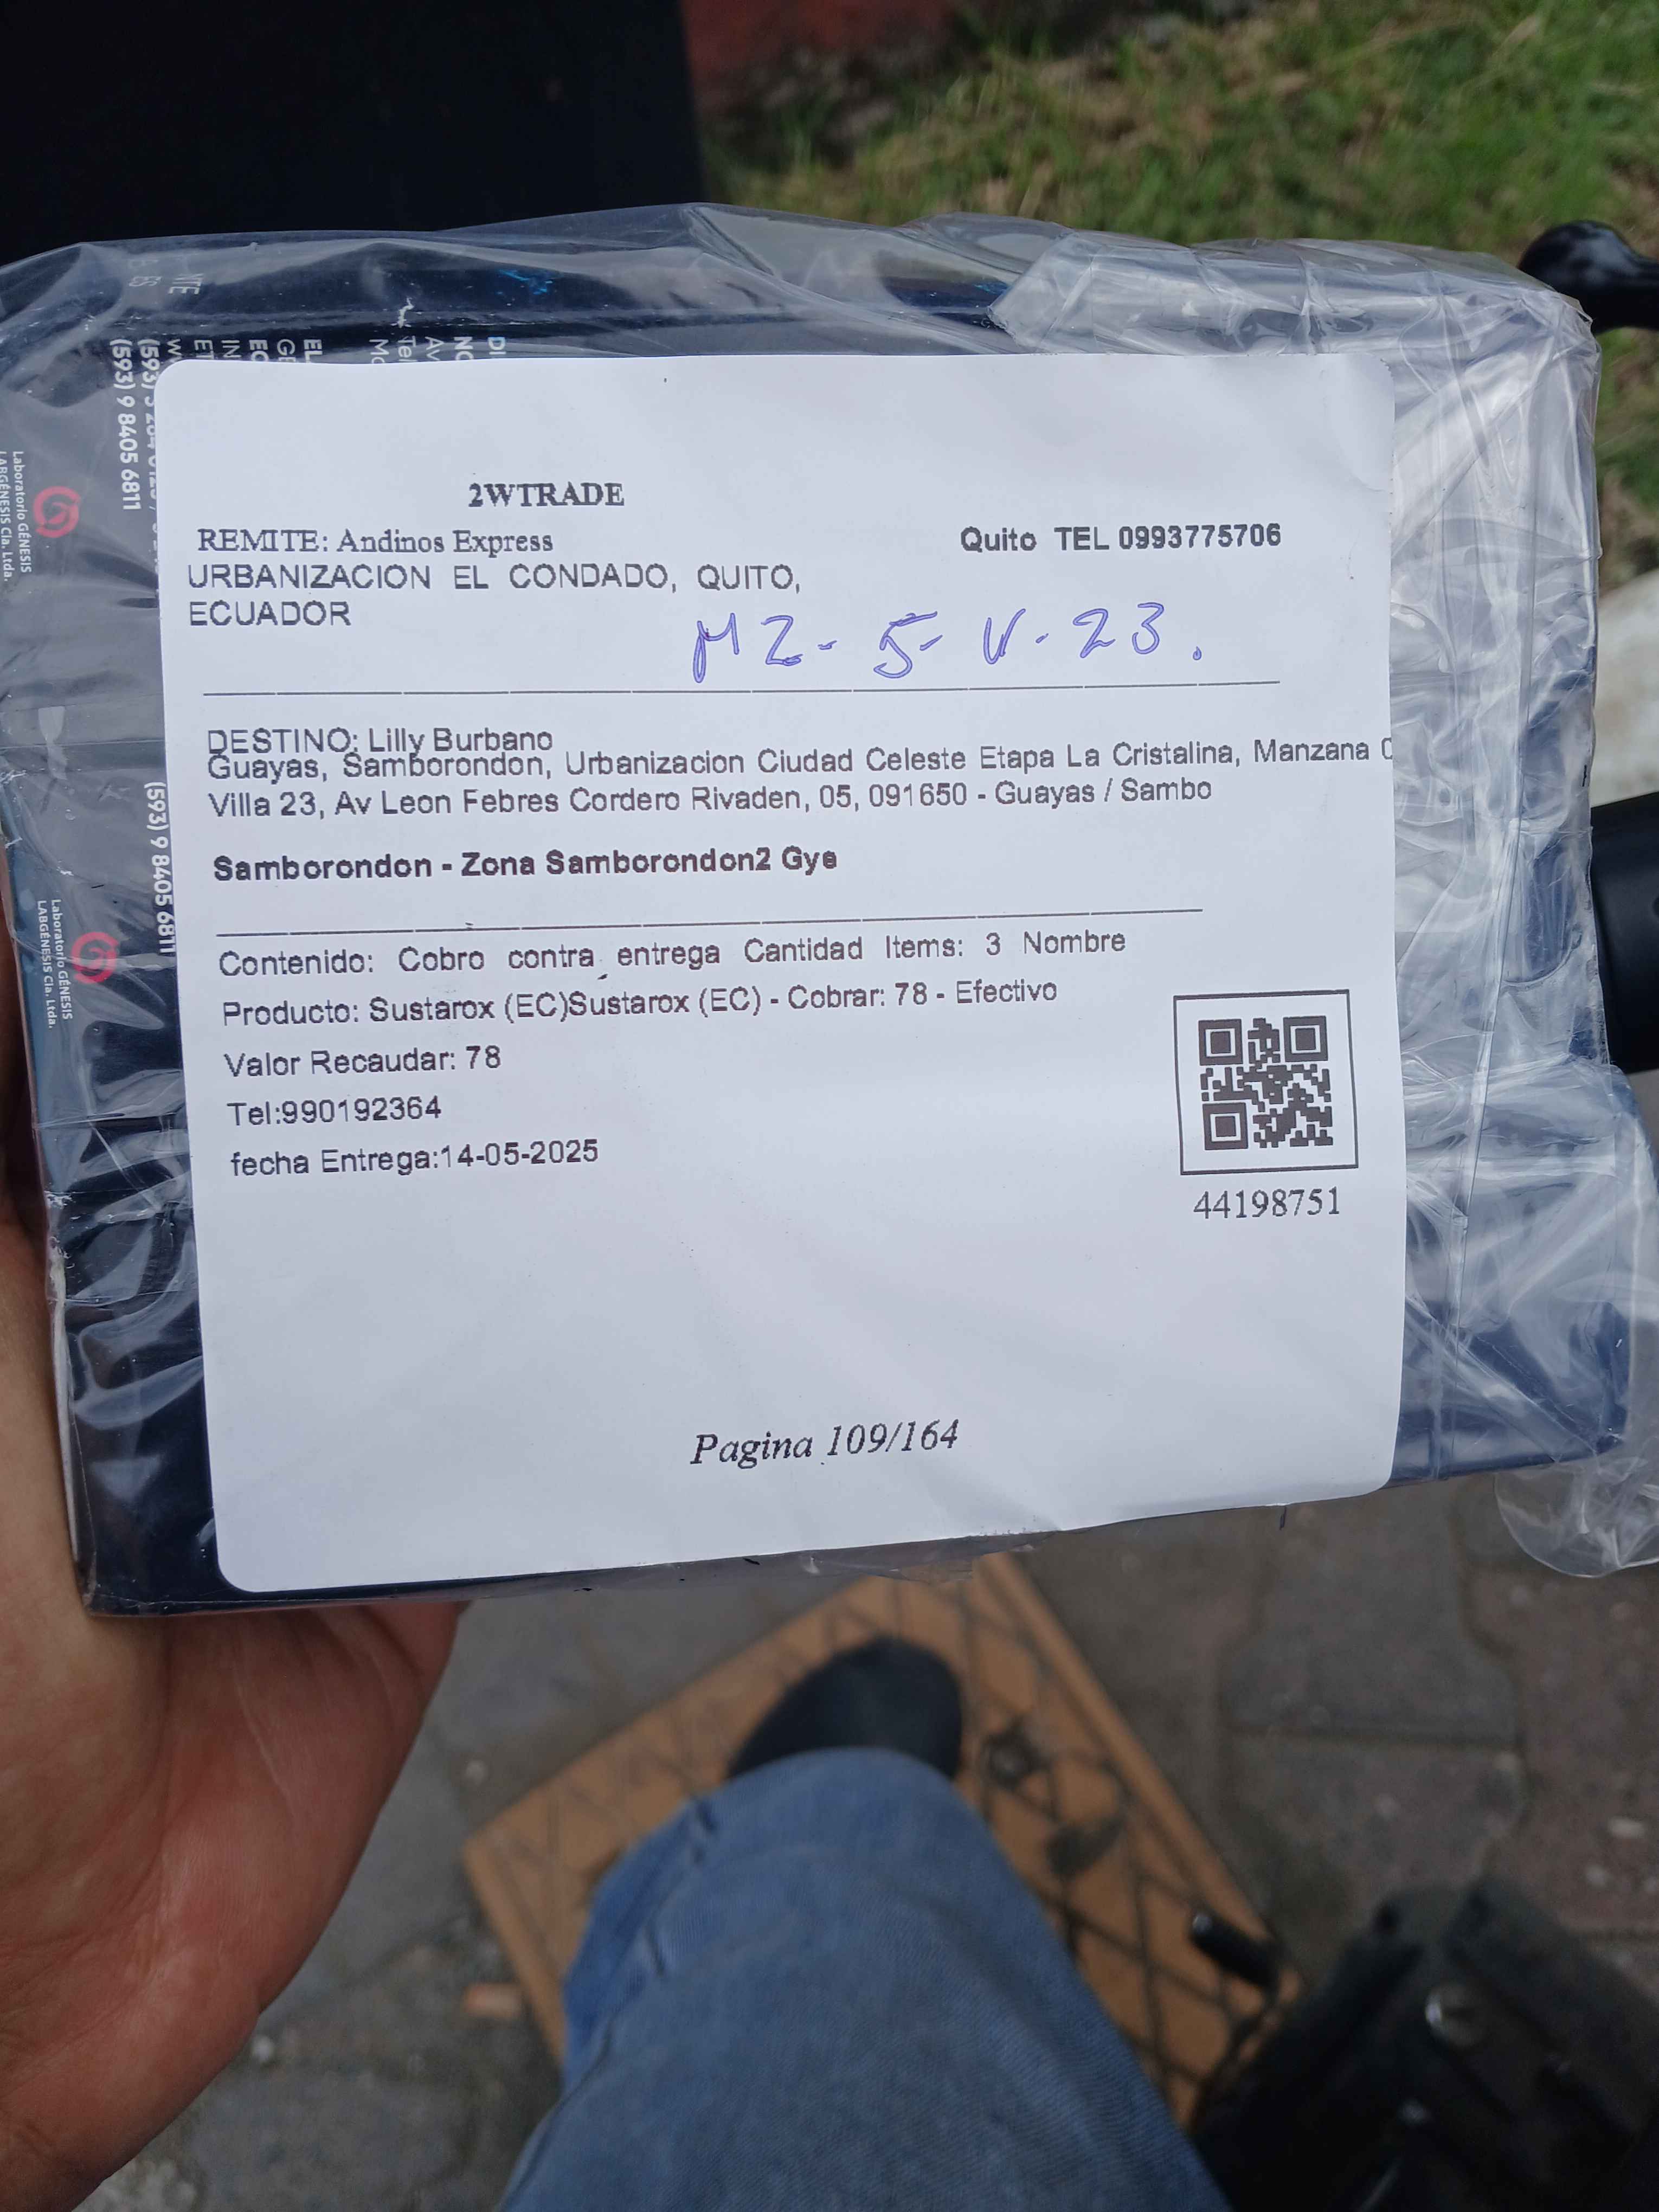 2WTRADE
REMITE: Andinos Express
Quito TEL 0993775706
URBANIZACION EL CONDADO, QUITO,
ECUADOR
MZ- 5- V. 23.
DESTINO: Lilly Burbano
Guayas, Samborondon, Urbanizacion Ciudad Celeste Etapa La Cristalina, Manzana
Villa 23, Av Leon Febres Cordero Rivaden, 05, 091650 - Guayas / Sambo
Samborondon - Zona Samborondon2 Gye
Contenido: Cobro contra entrega Cantidad Items: 3 Nombre
Producto: Sustarox (EC)Sustarox (EC) - Cobrar: 78 - Efectivo
Valor Recaudar: 78
Tel:990192364
fecha Entrega:14-05-2025
44198751
Pagina 109/164
(593) 9 8405 6811
Laboratorio GÉNESIS
LABGÉNESIS Cía. Ltda.
(593) 9 8405 6811
Laboratorio GÉNESIS
LABGÉNESIS Cía. Ltda.